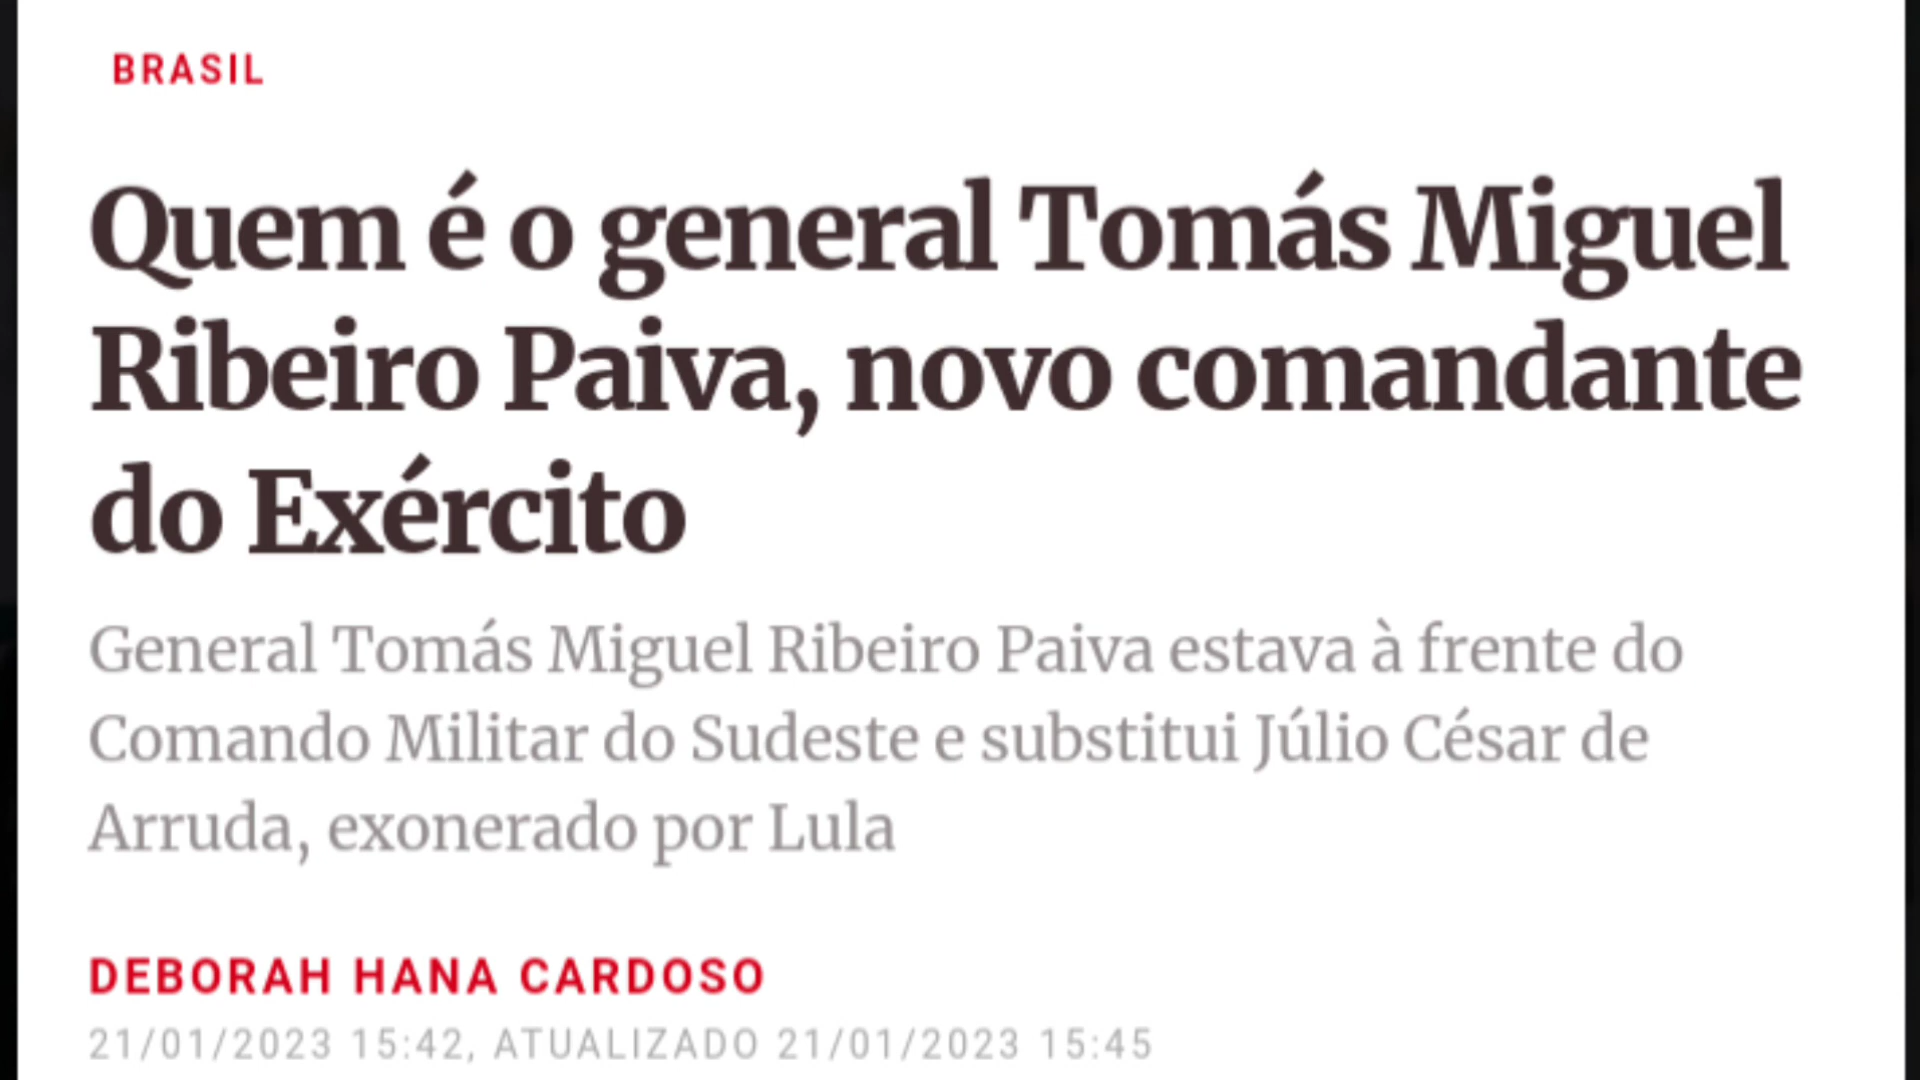 BRASIL
Quem é o general Tomás Miguel
Ribeiro Paiva, novo comandante
do Exército
General Tomás Miguel Ribeiro Paiva estava à frente do
Comando Militar do Sudeste e substitui Júlio César de
Arruda, exonerado por Lula
DEBORAH HANA CARDOSO
21/01/2023 15:42, ATUALIZADO 21/01/2023 15:45